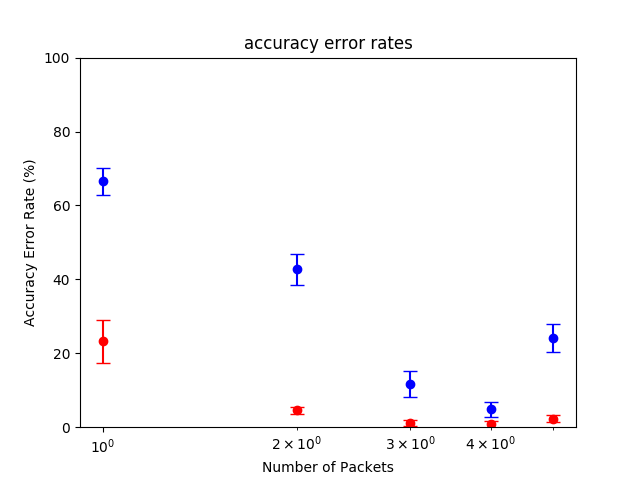 accuracy error rates
100
80
60
40
20
0
Accuracy Error Rate (%)
10⁰
2 × 10⁰
3 × 10⁰
4 × 10⁰
Number of Packets